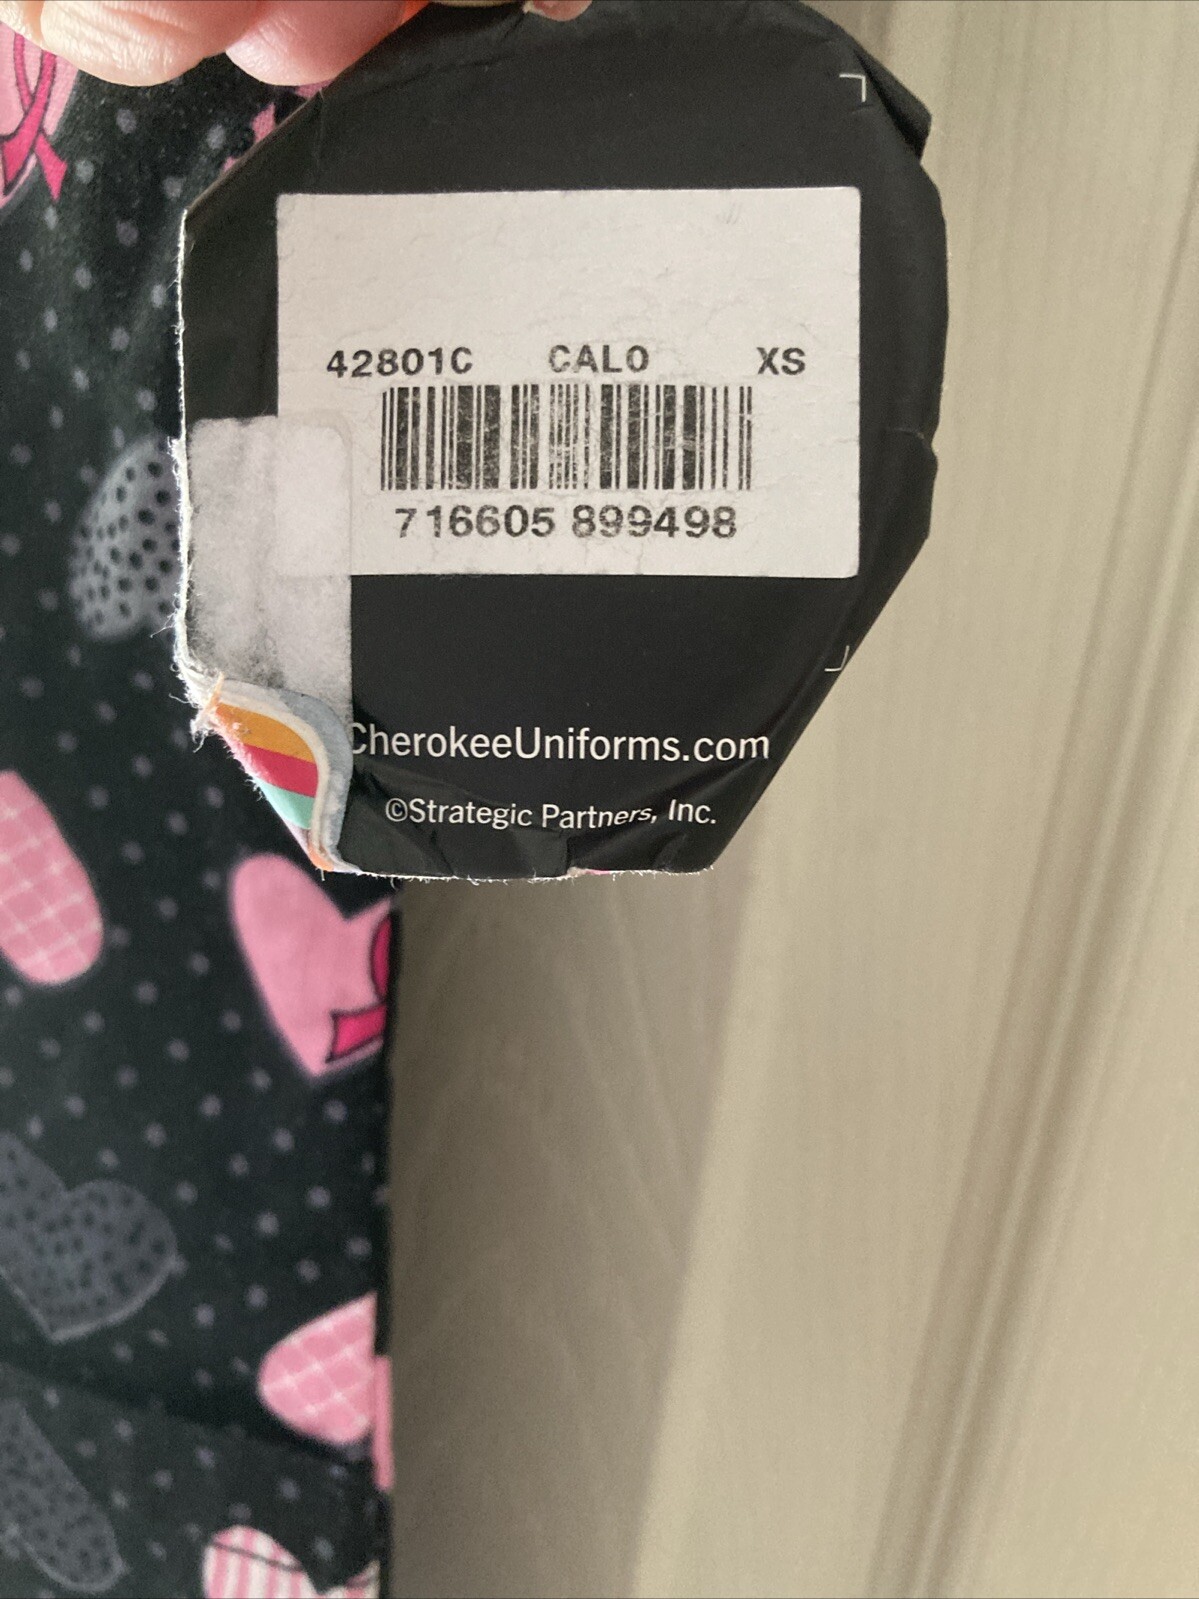 42801C CALO XS
716605 899498
CherokeeUniforms.com
©Strategic Partners, Inc.